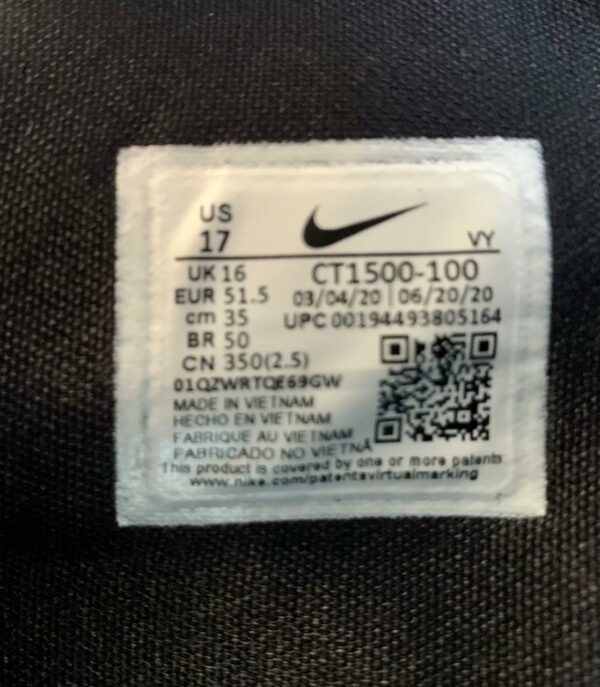 US
17
VY
UK 16
CT1500-100
EUR 51.5
03/04/20 | 06/20/20
cm 35
UPC 00194493805164
BR 50
CN 350(2.5)
01QZWRTQE69GW
MADE IN VIETNAM
HECHO EN VIETNAM
FABRIQUE AU VIETNAM
FABRICADO NO VIETNÃ
This product is covered by one or more patents
www.nike.com/patentsvirtualmarking